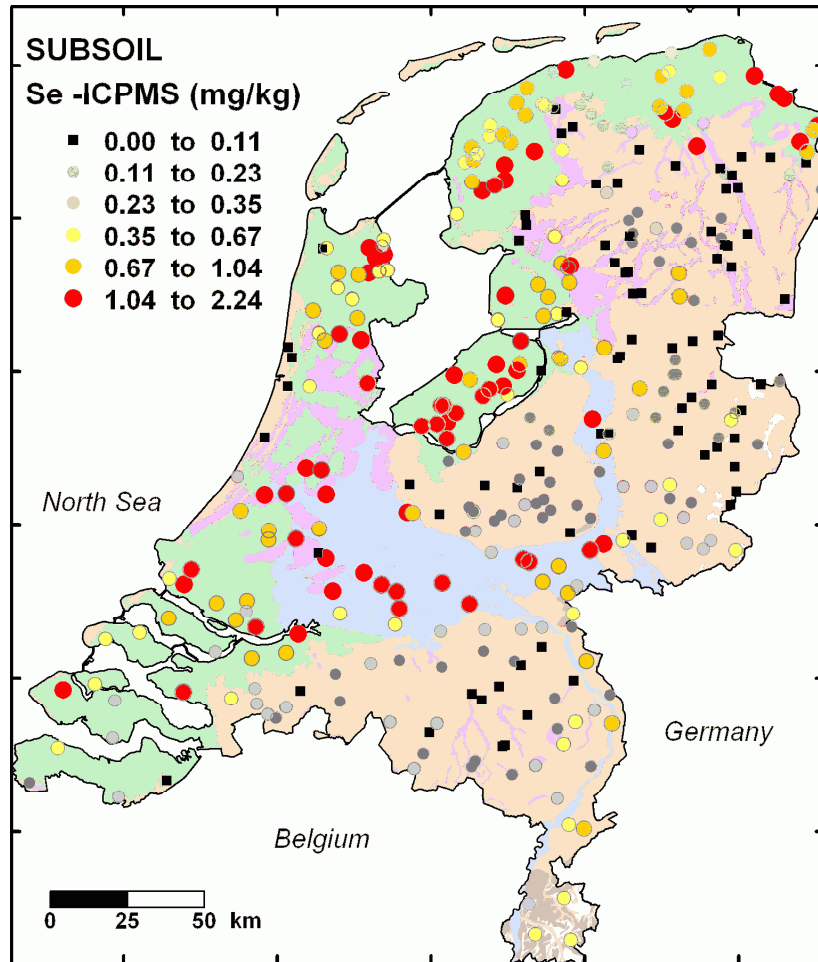 SUBSOIL
Se -ICPMS (mg/kg)
0.00 to 0.11
0.11 to 0.23
0.23 to 0.35
0.35 to 0.67
0.67 to 1.04
1.04 to 2.24
North Sea
Germany
Belgium
0 25 50 km